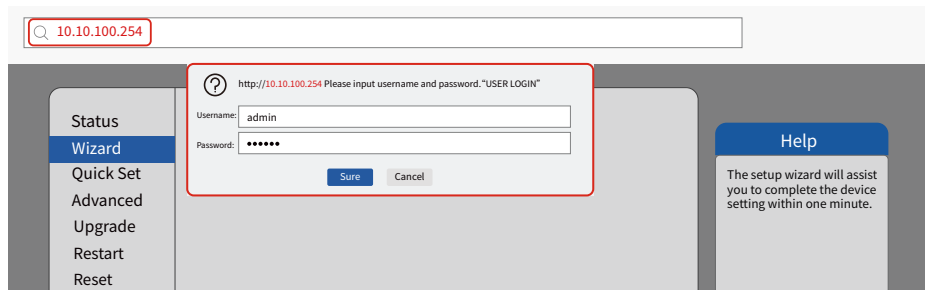 10.10.100.254
http://10.10.100.254 Please input username and password.“USER LOGIN”
Username: admin
Password: ••••••
Sure Cancel
Status
Wizard
Quick Set
Advanced
Upgrade
Restart
Reset
Help
The setup wizard will assist
you to complete the device
setting within one minute.